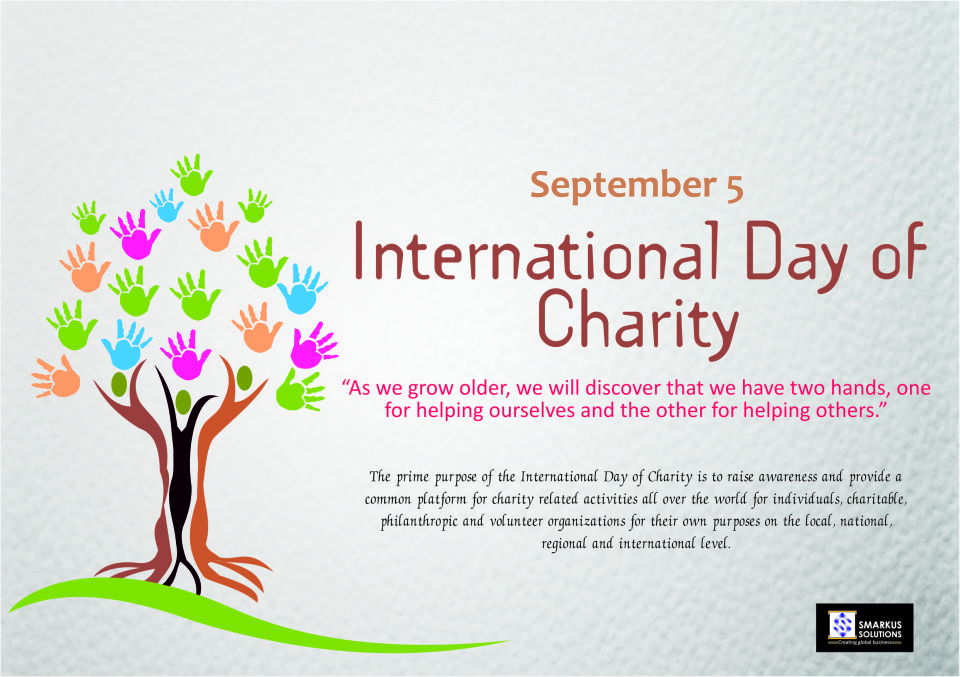 September 5
International Day of
Charity
“As we grow older, we will discover that we have two hands, one
for helping ourselves and the other for helping others.”
The prime purpose of the International Day of Charity is to raise awareness and provide a
common platform for charity related activities all over the world for individuals, charitable,
philanthropic and volunteer organizations for their own purposes on the local, national,
regional and international level.
SMARKUS
SOLUTIONS
Creating global business